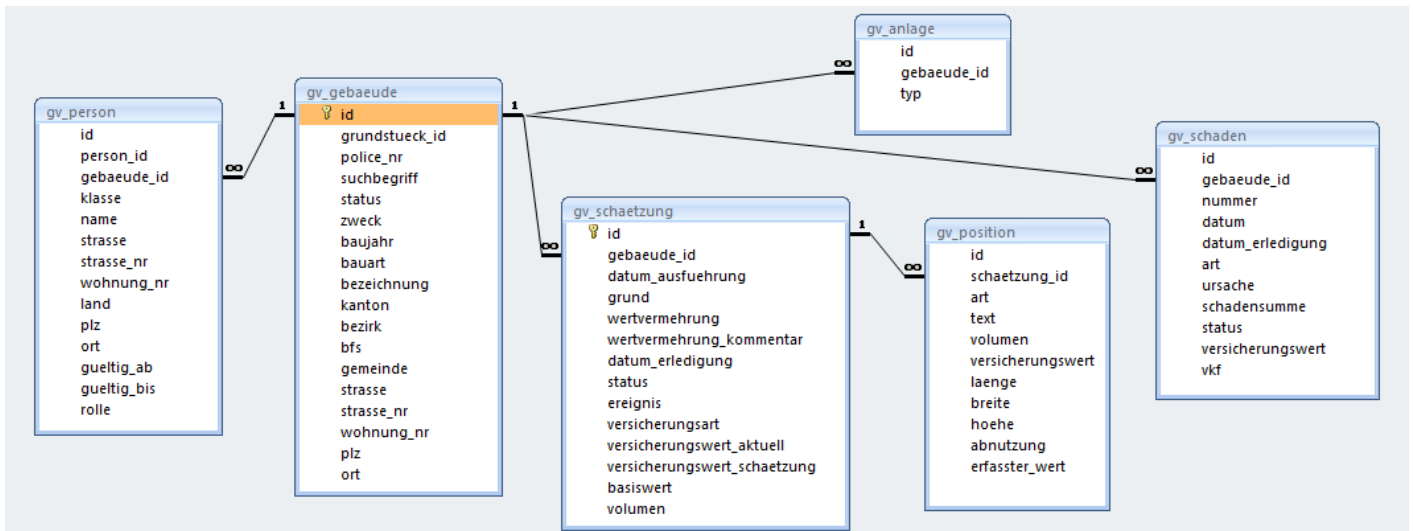 gv_person
id
person_id
gebaeude_id
klasse
name
strasse
strasse_nr
wohnung_nr
land
plz
ort
gueltig_ab
gueltig_bis
rolle
1
∞
gv_gebaeude
id
grundstueck_id
police_nr
suchbegriff
status
zweck
baujahr
bauart
bezeichnung
kanton
bezirk
bfs
gemeinde
strasse
strasse_nr
wohnung_nr
plz
ort
1
∞
∞
∞
gv_schaetzung
id
gebaeude_id
datum_ausfuehrung
grund
wertvermehrung
wertvermehrung_kommentar
datum_erledigung
status
ereignis
versicherungsart
versicherungswert_aktuell
versicherungswert_schaetzung
basiswert
volumen
1
∞
gv_anlage
id
gebaeude_id
typ
gv_position
id
schaetzung_id
art
text
volumen
versicherungswert
laenge
breite
hoehe
abnutzung
erfasster_wert
gv_schaden
id
gebaeude_id
nummer
datum
datum_erledigung
art
ursache
schadensumme
status
versicherungswert
vkf